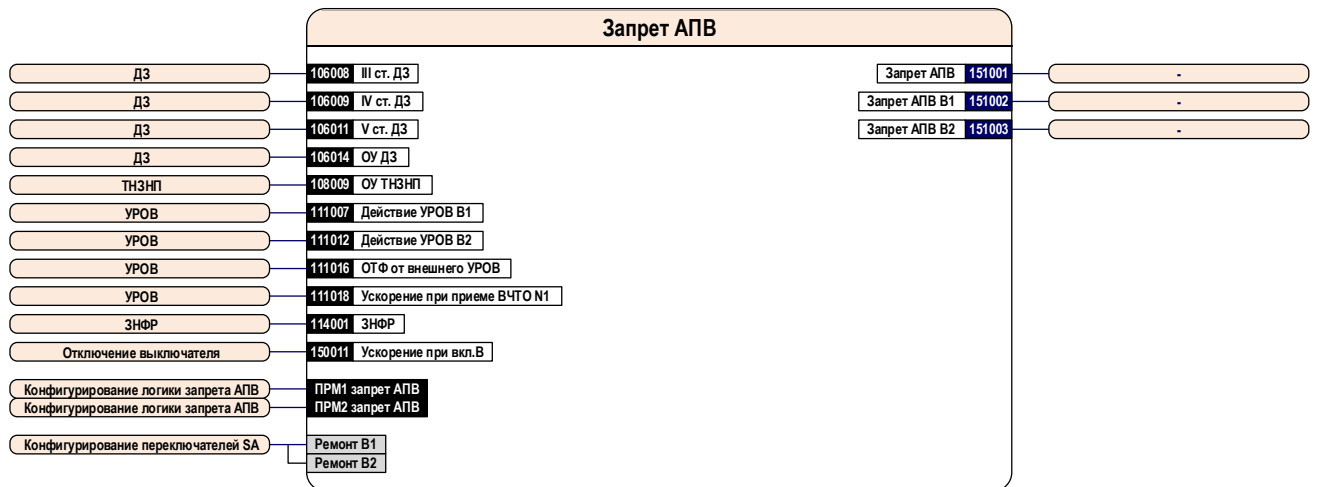 Запрет АПВ
ДЗ 106008 III ст. ДЗ Запрет АПВ 151001 -
ДЗ 106009 IV ст. ДЗ Запрет АПВ В1 151002 -
ДЗ 106011 V ст. ДЗ Запрет АПВ В2 151003 -
ДЗ 106014 ОУ ДЗ
ТНЗНП 108009 ОУ ТНЗНП
УРОВ 111007 Действие УРОВ В1
УРОВ 111012 Действие УРОВ В2
УРОВ 111016 ОТФ от внешнего УРОВ
УРОВ 111018 Ускорение при приеме ВЧТО N1
ЗНФР 114001 ЗНФР
Отключение выключателя 150011 Ускорение при вкл.В
Конфигурирование логики запрета АПВ ПРМ1 запрет АПВ
Конфигурирование логики запрета АПВ ПРМ2 запрет АПВ
Конфигурирование переключателей SA Ремонт В1
Ремонт В2